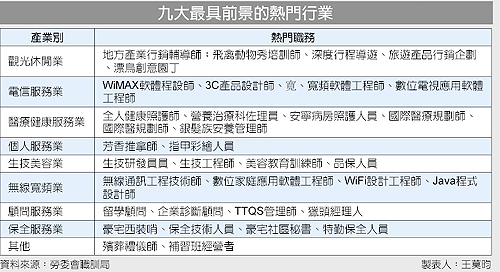 九大最具前景的熱門行業
產業別
熱門職務
觀光休閒業
地方產業行銷輔導師；飛禽動物秀培訓師、深度行程導遊、旅遊產品行銷企劃
、漂鳥創意園丁
電信服務業
WiMAX軟體程設師、3C產品設計師、寬、寬頻軟體工程師、數位電視應用軟體
工程師
醫療健康服務業
全人健康照護師、營養治療科佐理員、安寧病房照護人員、國際醫療規劃師、
國際醫規劃師、銀髮族安養管理師
個人服務業
芳香推拿師、指甲彩繪人員
生技美容業
生技研發員員、生技工程師、美容教育訓練師、品保人員
無線寬頻業
無線通訊工程技術師、數位家庭應用軟體工程師、WiFi設計工程師、Java程式
設計師
顧問服務業
留學顧問、企業診斷顧問、TTQS管理師、獵頭經理人
保全服務業
豪宅西裝哨、保全技術人員、豪宅社區秘書、特勤保全人員
其他
殯葬禮儀師、補習班經營者
資料來源：勞委會職訓局
製表人：王莫昀